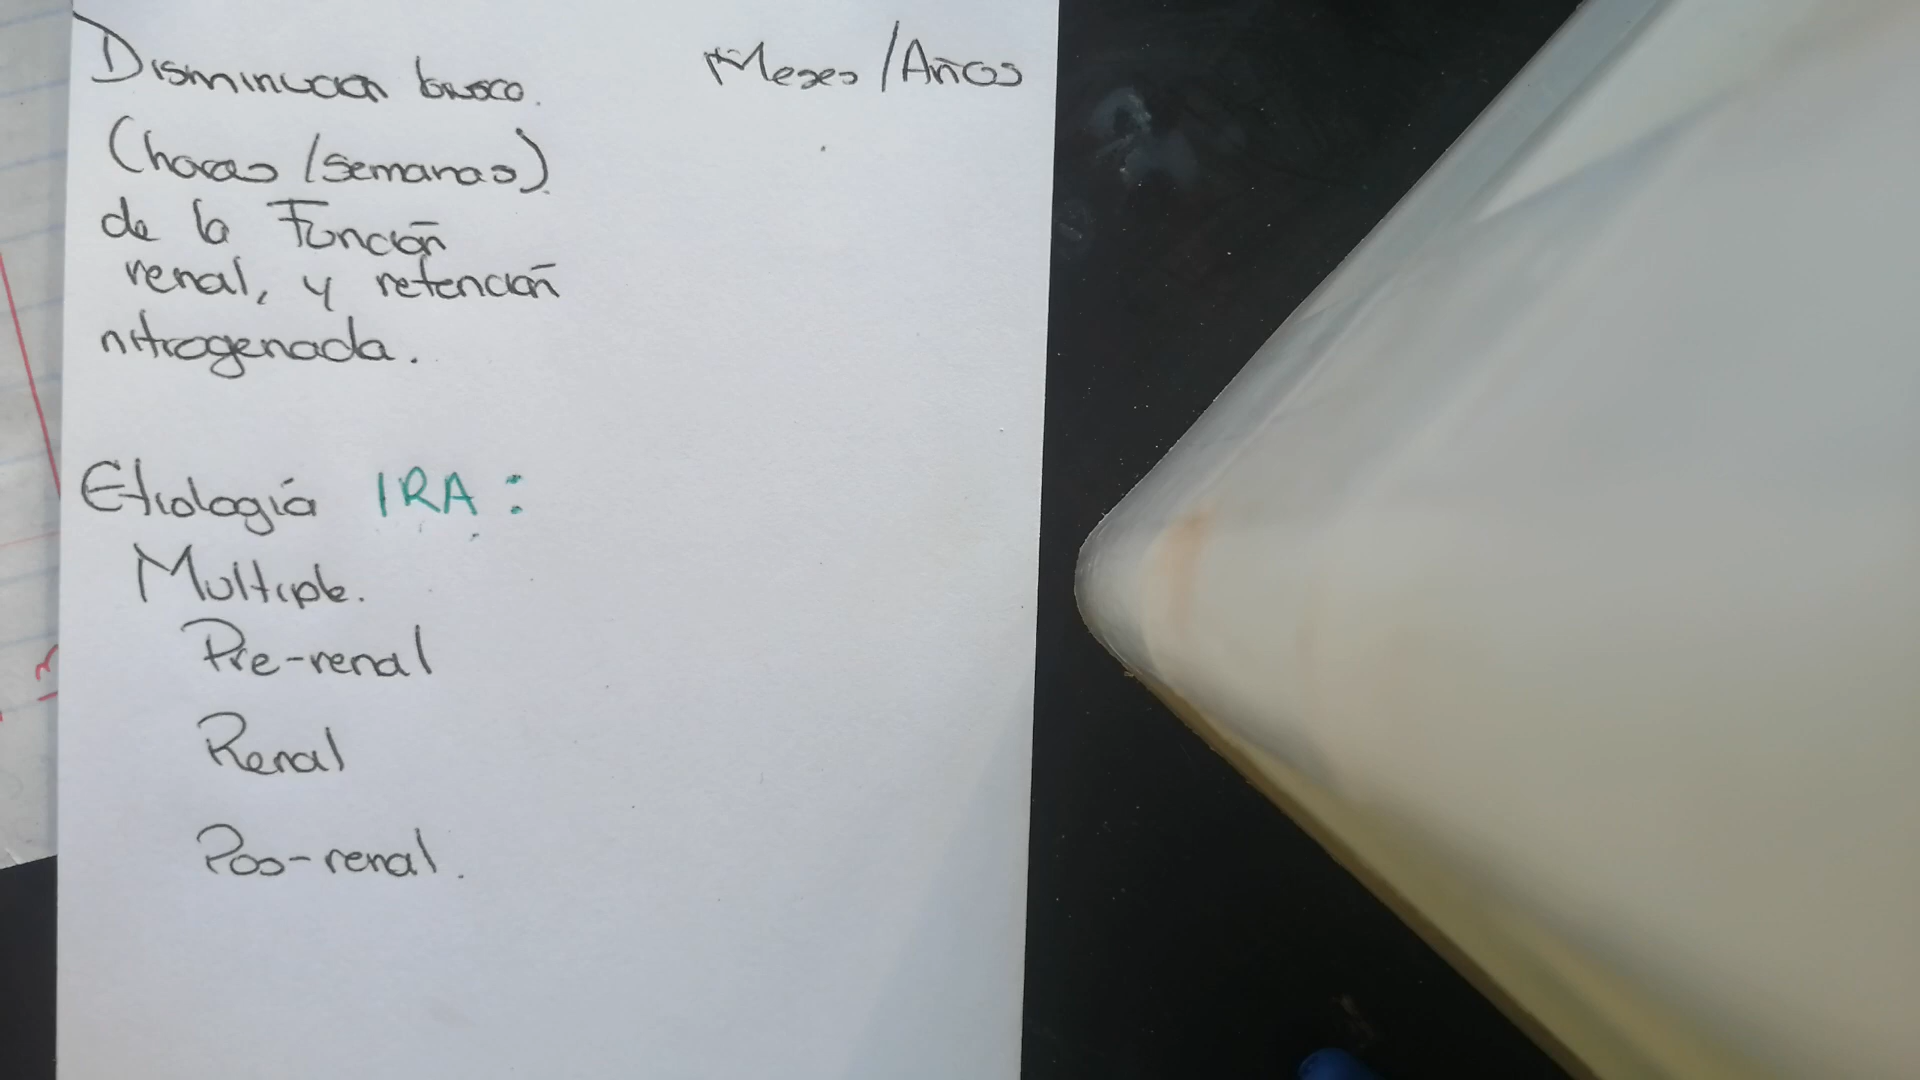 Disminucion brusca.
Meses/Años
(horas/semanas)
de la Función
renal, y retención
nitrogenada.
Etiología IRA:
Multiple.
Pre-renal
Renal
Pos-renal.